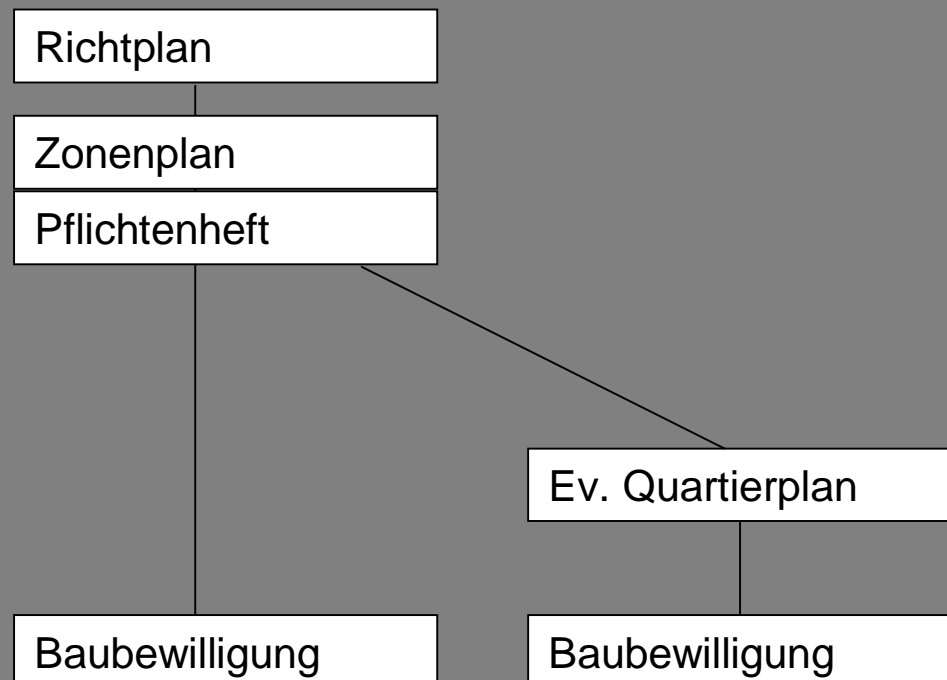 Richtplan
Zonenplan
Pflichtenheft
Ev. Quartierplan
Baubewilligung
Baubewilligung